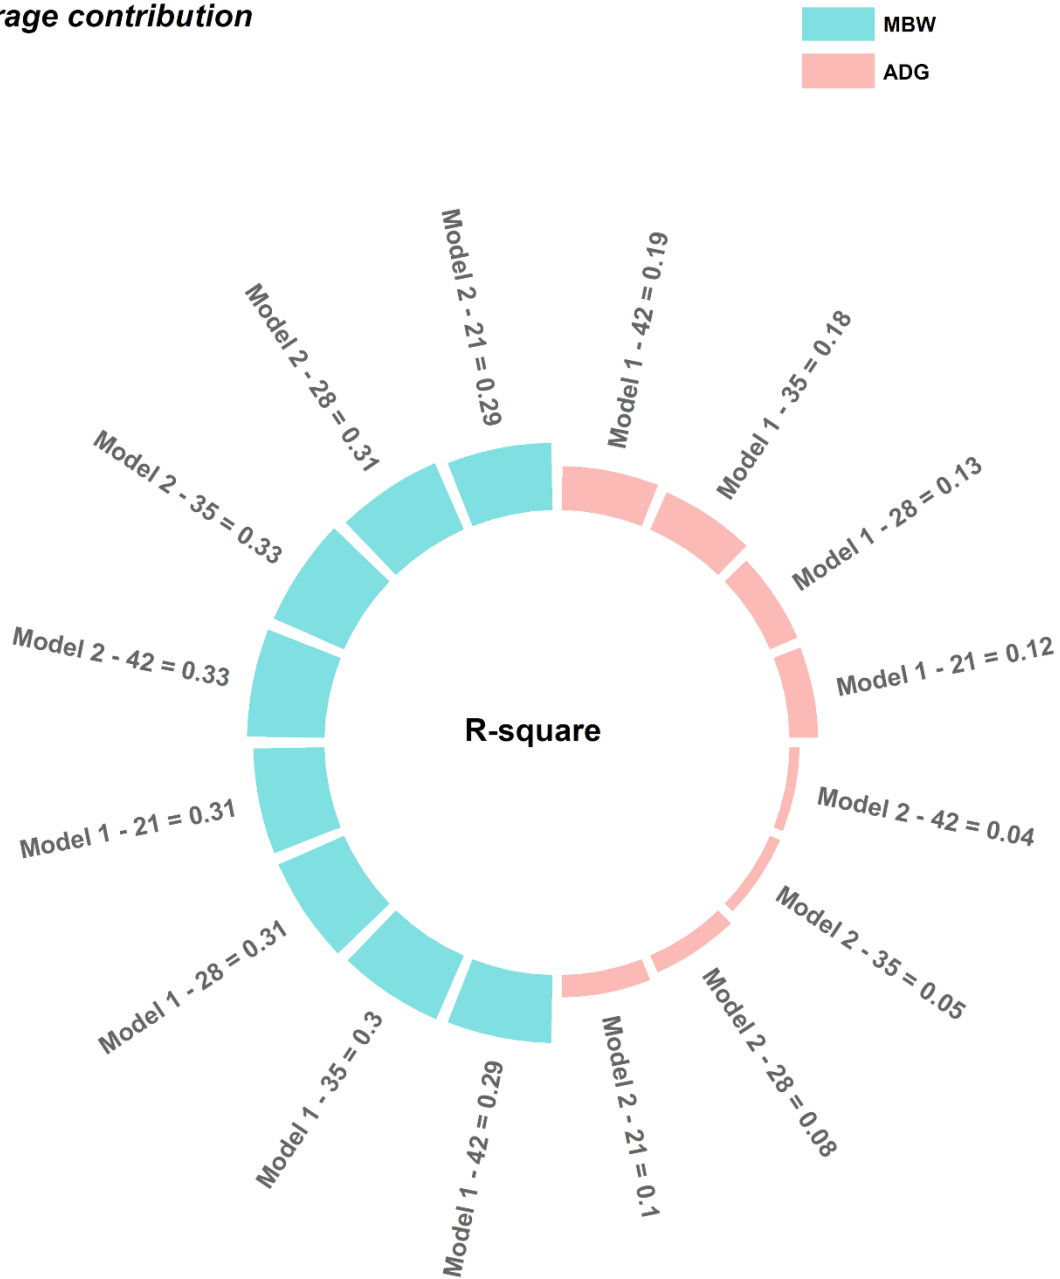 contribution
MBW
ADG
Model 2 - 21 = 0.29
Model 1 - 42 = 0.19
Model 2 - 28 = 0.31
Model 1 - 35 = 0.18
Model 2 - 35 = 0.33
Model 1 - 28 = 0.13
Model 2 - 42 = 0.33
Model 1 - 21 = 0.12
R-square
Model 1 - 21 = 0.31
Model 2 - 42 = 0.04
Model 1 - 28 = 0.31
Model 2 - 35 = 0.05
Model 1 - 35 = 0.3
Model 2 - 28 = 0.08
Model 1 - 42 = 0.29
Model 2 - 21 = 0.1